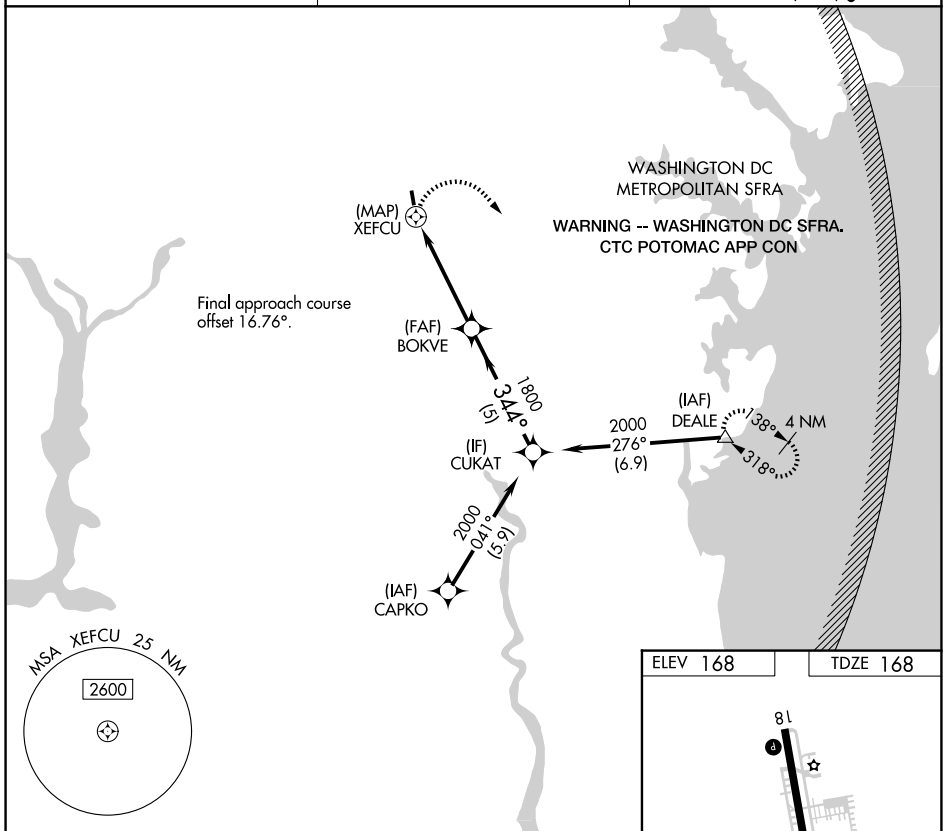 WASHINGTON DC
METROPOLITAN SFRA
WARNING -- WASHINGTON DC SFRA.
CTC POTOMAC APP CON
(MAP)
XEFCU
Final approach course
offset 16.76°.
(FAF)
BOKVE
1800
344°
(5)
(IAF)
DEALE
138°
4 NM
318°
2000
276°
(6.9)
(IF)
CUKAT
2000
041°
(5.9)
(IAF)
CAPKO
MSA XEFCU 25 NM
2600
ELEV 168
TDZE 168
18
P